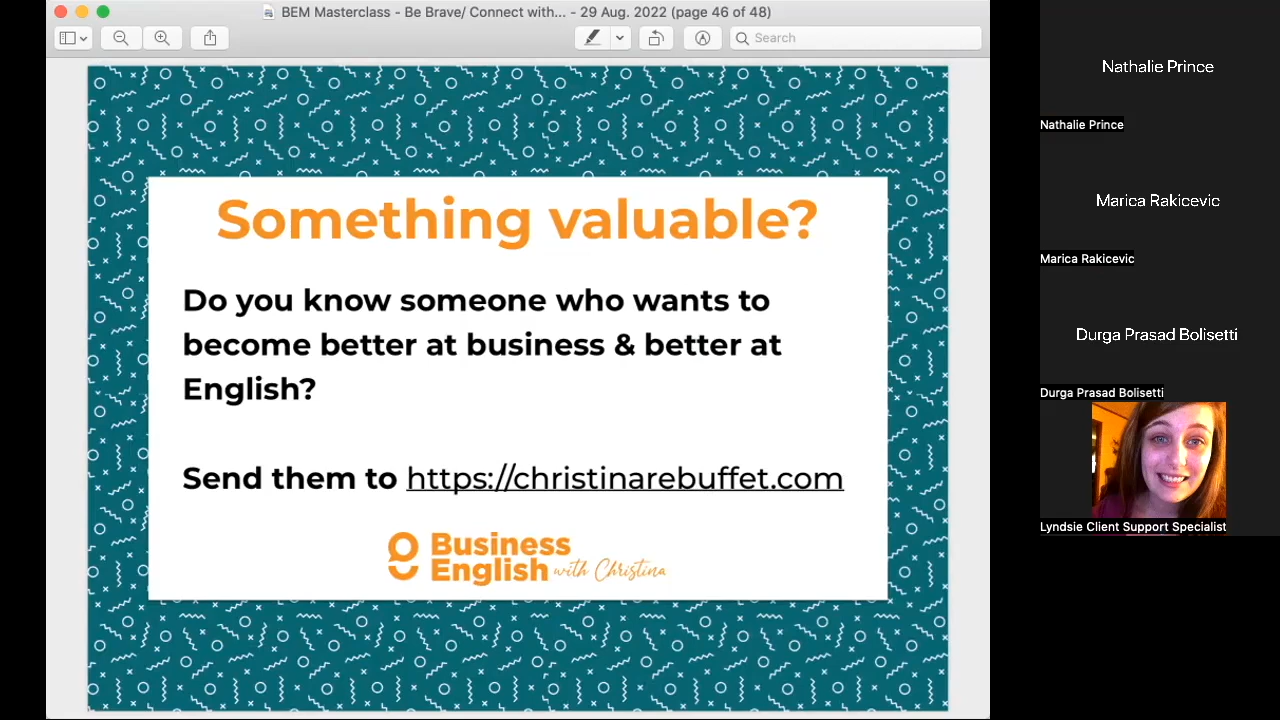 BEM Masterclass - Be Brave/ Connect with... - 29 Aug. 2022 (page 46 of 48)
Search
Something valuable?
Do you know someone who wants to
become better at business & better at
English?
Send them to https://christinarebuffet.com
Business
English with Christina
Nathalie Prince
Nathalie Prince
Marica Rakicevic
Marica Rakicevic
Durga Prasad Bolisetti
Durga Prasad Bolisetti
Lyndsie Client Support Specialist